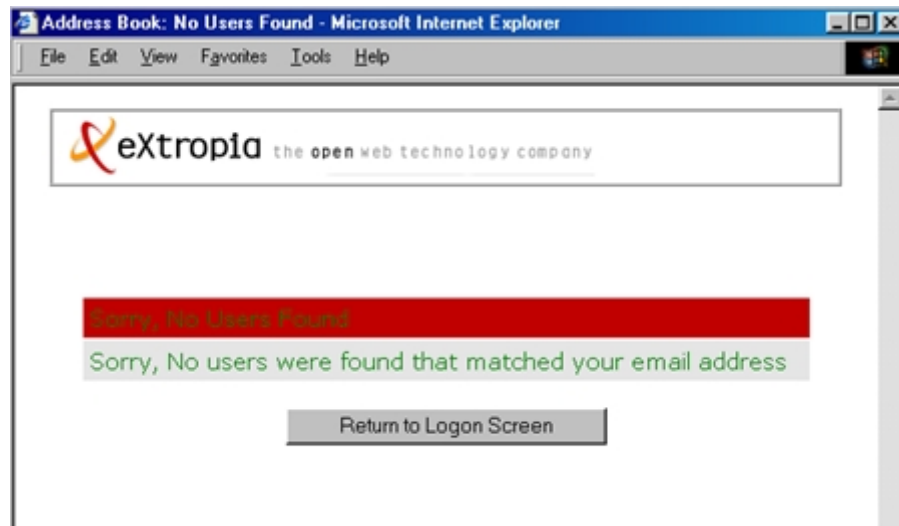 Address Book: No Users Found - Microsoft Internet Explorer
File Edit View Favorites Tools Help
eXtropia the open web technology company
Sorry, No Users Found
Sorry, No users were found that matched your email address
Return to Logon Screen